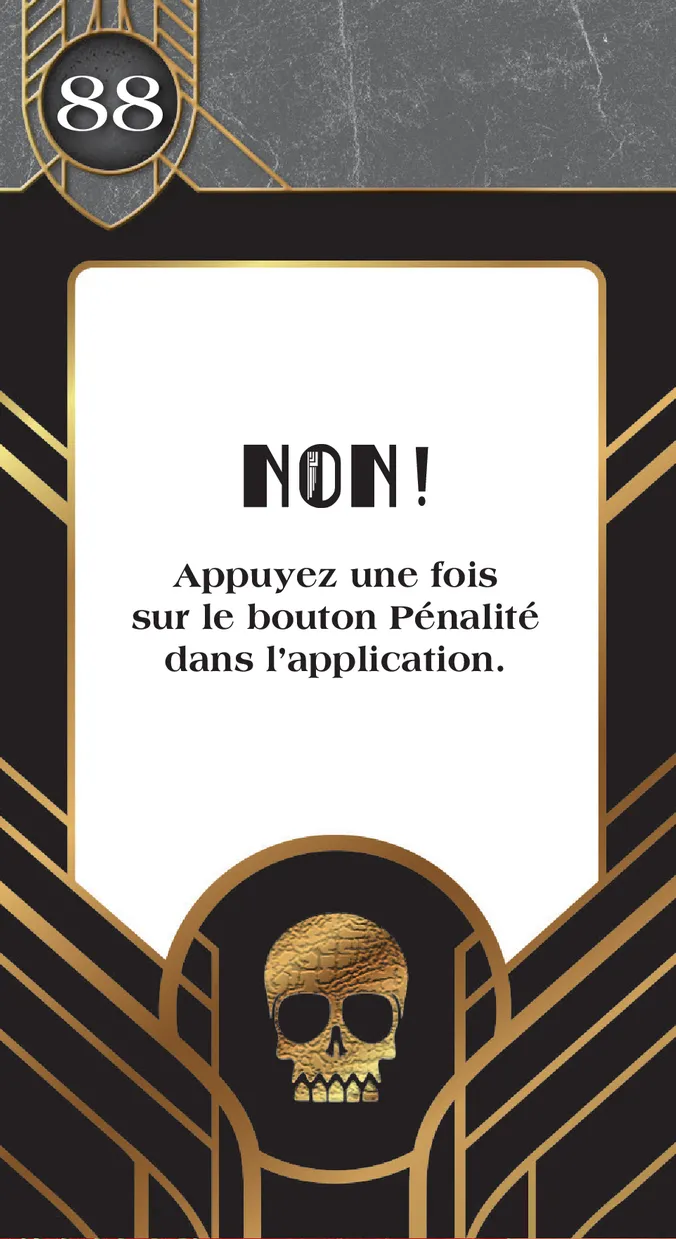 88
NON!
Appuyez une fois
sur le bouton Pénalité
dans l'application.